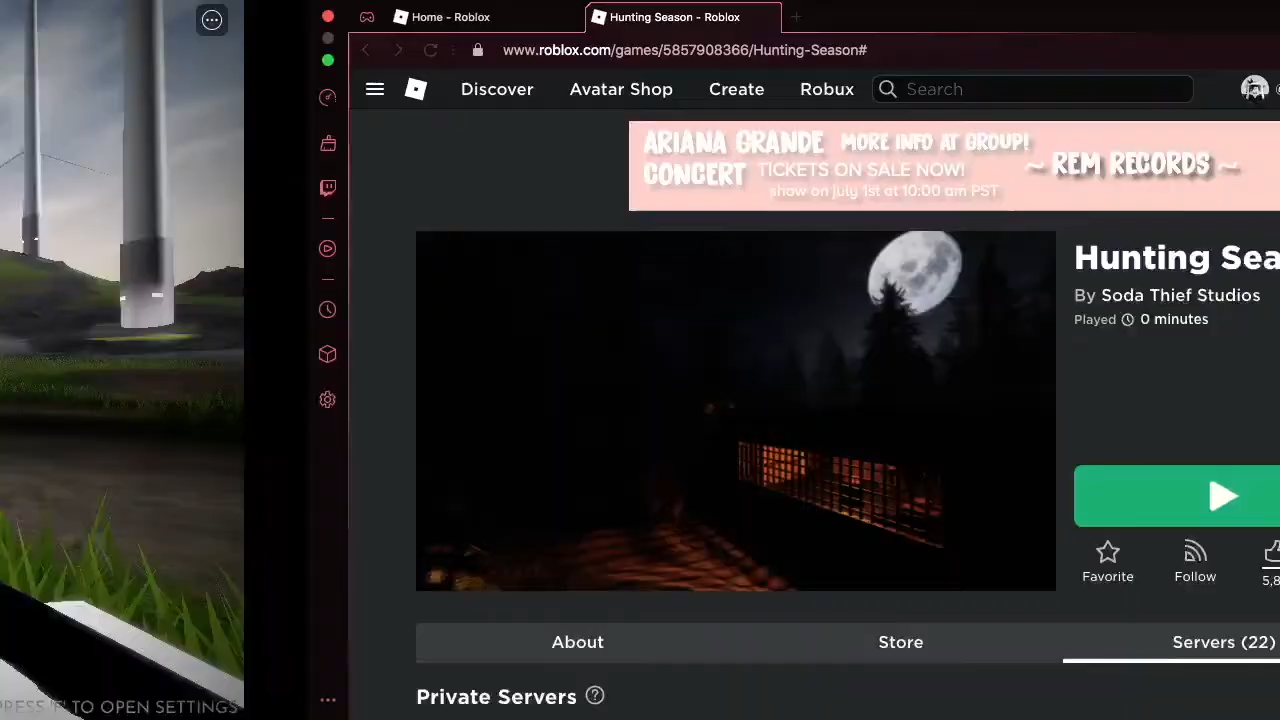 Home - Roblox
Hunting Season - Roblox
www.roblox.com/games/5857908366/Hunting-Season#
Discover
Avatar Shop
Create
Robux
Search
ARIANA GRANDE MORE INFO AT GROUP!
CONCERT TICKETS ON SALE NOW!
show on july 1st at 10:00 am PST
~ REM RECORDS ~
Hunting Sea
By Soda Thief Studios
Played 0 minutes
Favorite
Follow
5,8
About
Store
Servers (22)
Private Servers
PRESS 'F' TO OPEN SETTINGS